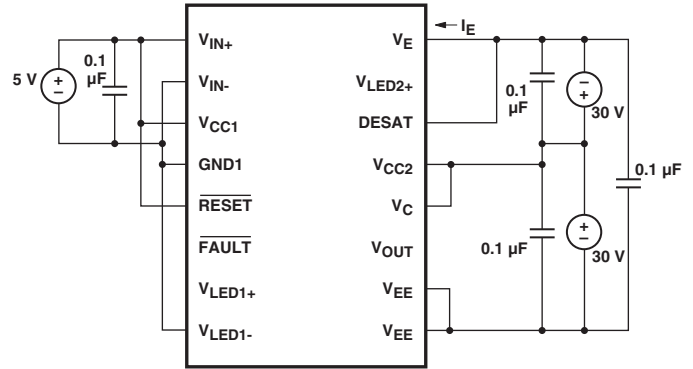 V_IN+
V_IN-
V_CC1
GND1
RESET
FAULT
V_LED1+
V_LED1-
V_E
V_LED2+
DESAT
V_CC2
V_C
V_OUT
V_EE
V_EE
I_E
5 V
+
−
0.1
µF
0.1
µF
−
+
30 V
0.1 µF
+
−
30 V
0.1 µF